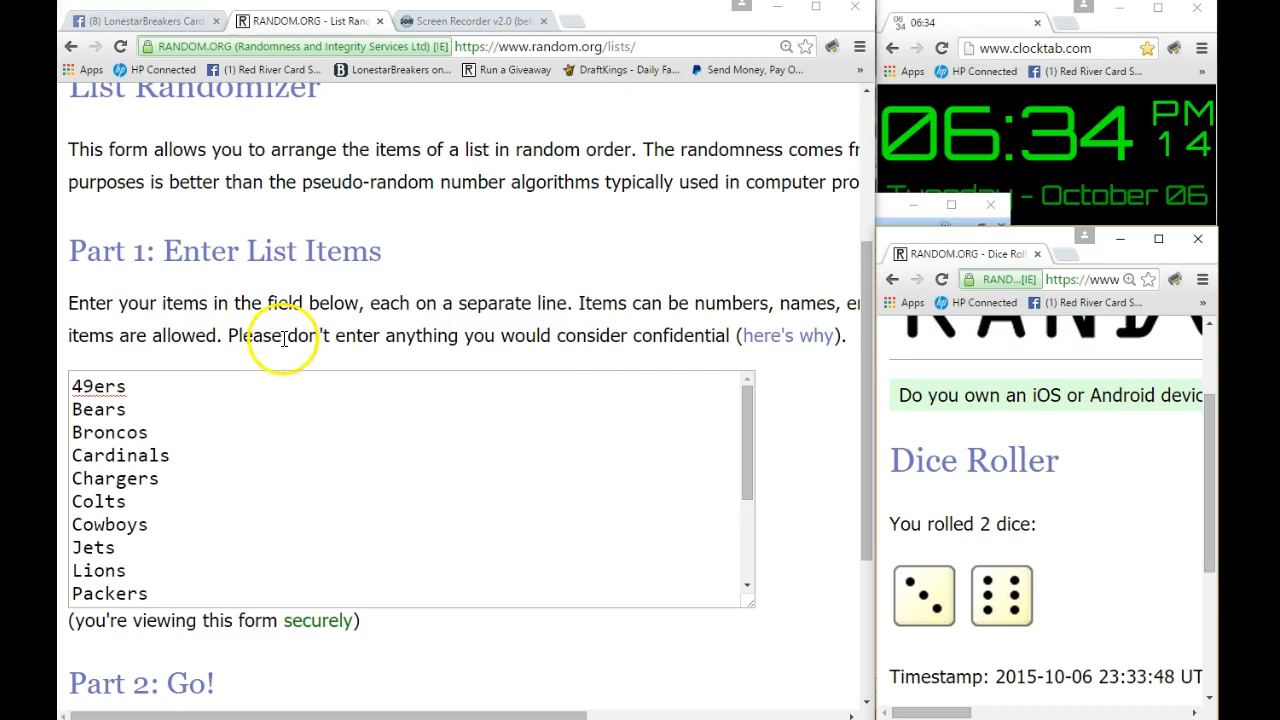 (8) LonestarBreakers Card
RANDOM.ORG - List Ran
Screen Recorder v2.0 (bet
RANDOM.ORG (Randomness and Integrity Services Ltd) [IE]
https://www.random.org/lists/
Apps
HP Connected
(1) Red River Card S...
LonestarBreakers on...
Run a Giveaway
DraftKings - Daily Fa...
Send Money, Pay O...
»
List Randomizer
This form allows you to arrange the items of a list in random order. The randomness comes fr
purposes is better than the pseudo-random number algorithms typically used in computer pro
Part 1: Enter List Items
Enter your items in the field below, each on a separate line. Items can be numbers, names, e
items are allowed. Please don't enter anything you would consider confidential (here's why).
49ers
Bears
Broncos
Cardinals
Chargers
Colts
Cowboys
Jets
Lions
Packers
(you're viewing this form securely)
Part 2: Go!
06:34
06:34
www.clocktab.com
Apps
HP Connected
(1) Red River Card S...
06:34
PM
14
Tuesday - October 06
RANDOM.ORG - Dice Roll
RAND...[IE]
https://www
Apps
HP Connected
(1) Red River Card S...
»
RANDO
Do you own an iOS or Android devic
Dice Roller
You rolled 2 dice:
Timestamp: 2015-10-06 23:33:48 UT